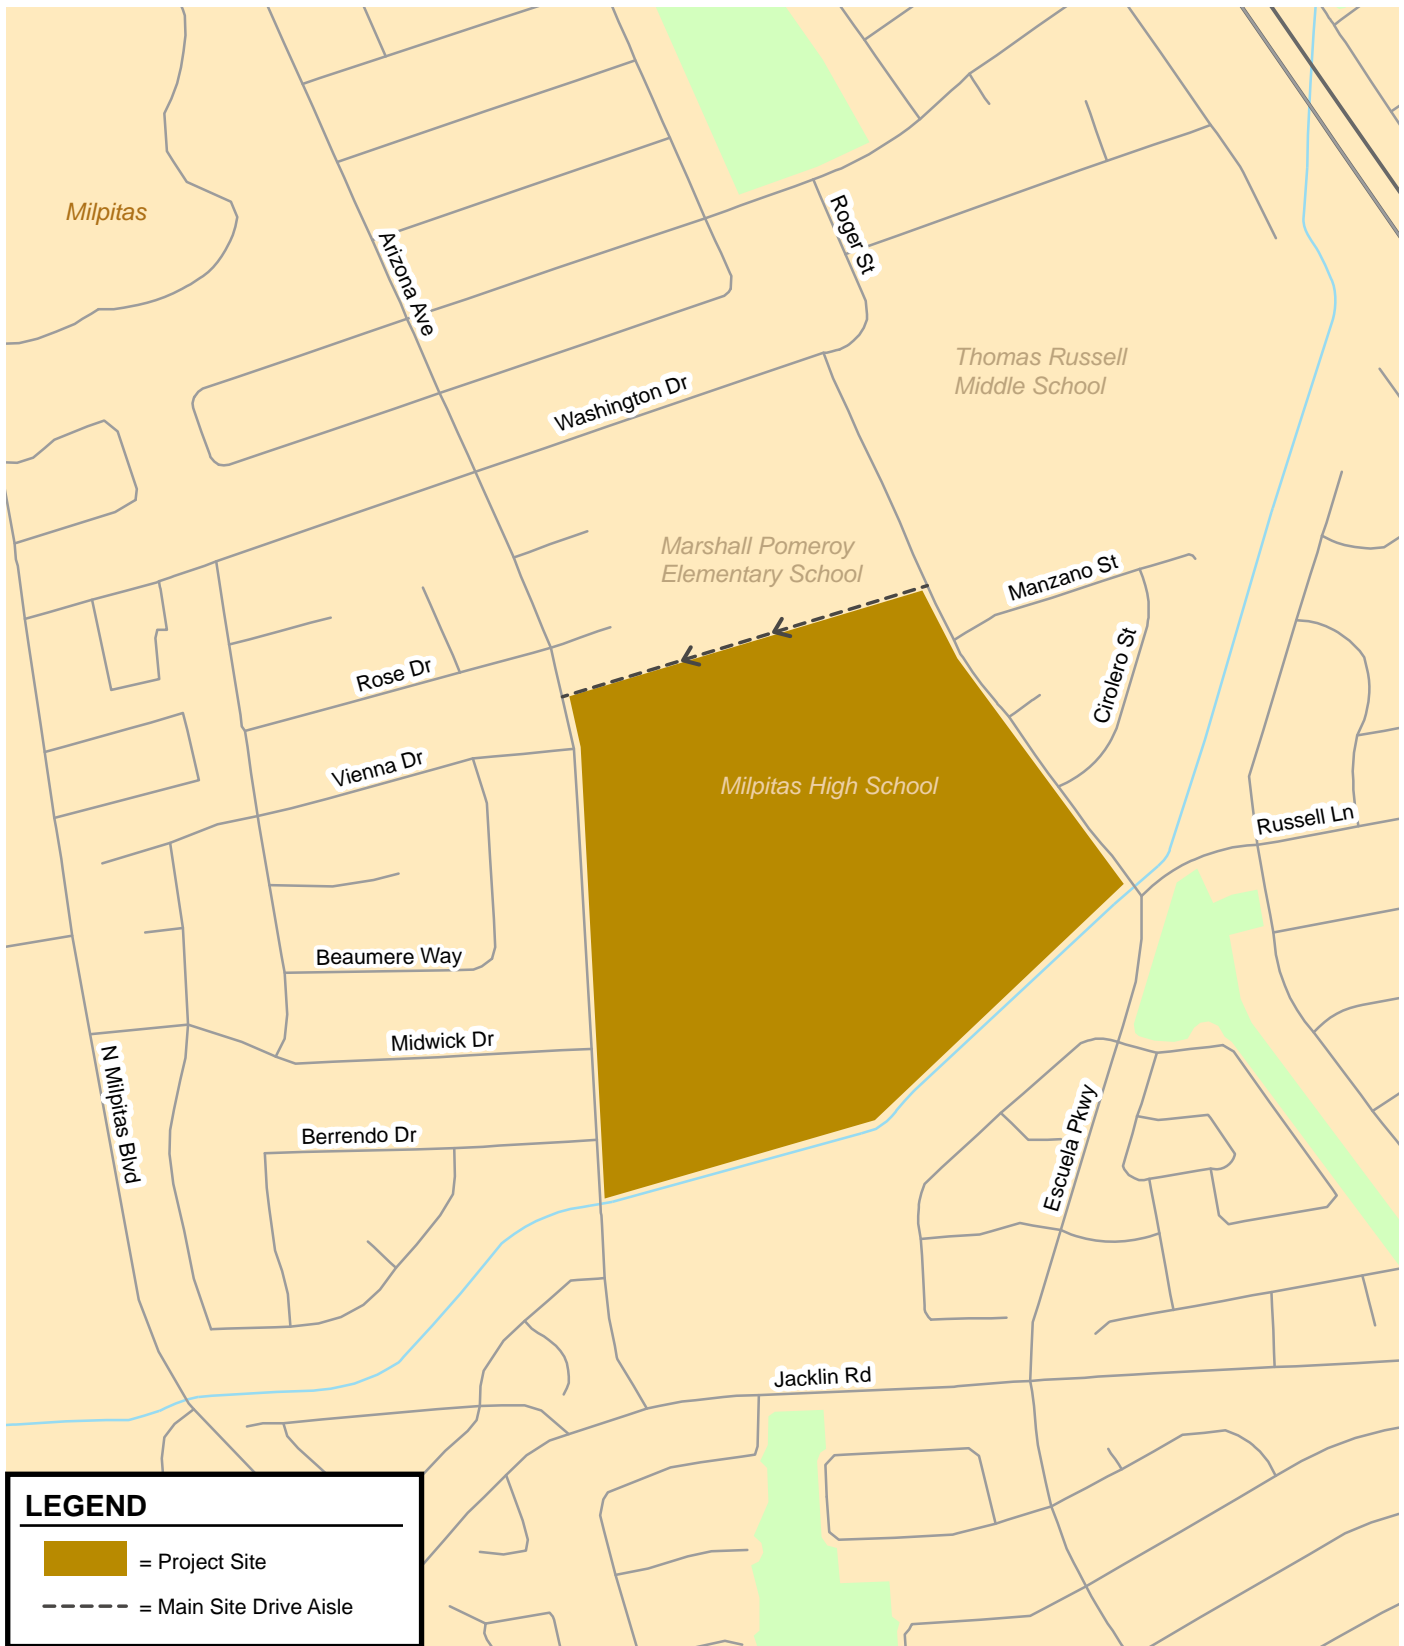 Milpitas
Arizona Ave
Roger St
Thomas Russell
Middle School
Washington Dr
Marshall Pomeroy
Elementary School
Manzano St
Cirolero St
Rose Dr
Vienna Dr
Milpitas High School
Russell Ln
Beaumere Way
Midwick Dr
N Milpitas Blvd
Berrendo Dr
Escuela Pkwy
Jacklin Rd
LEGEND
= Project Site
= Main Site Drive Aisle